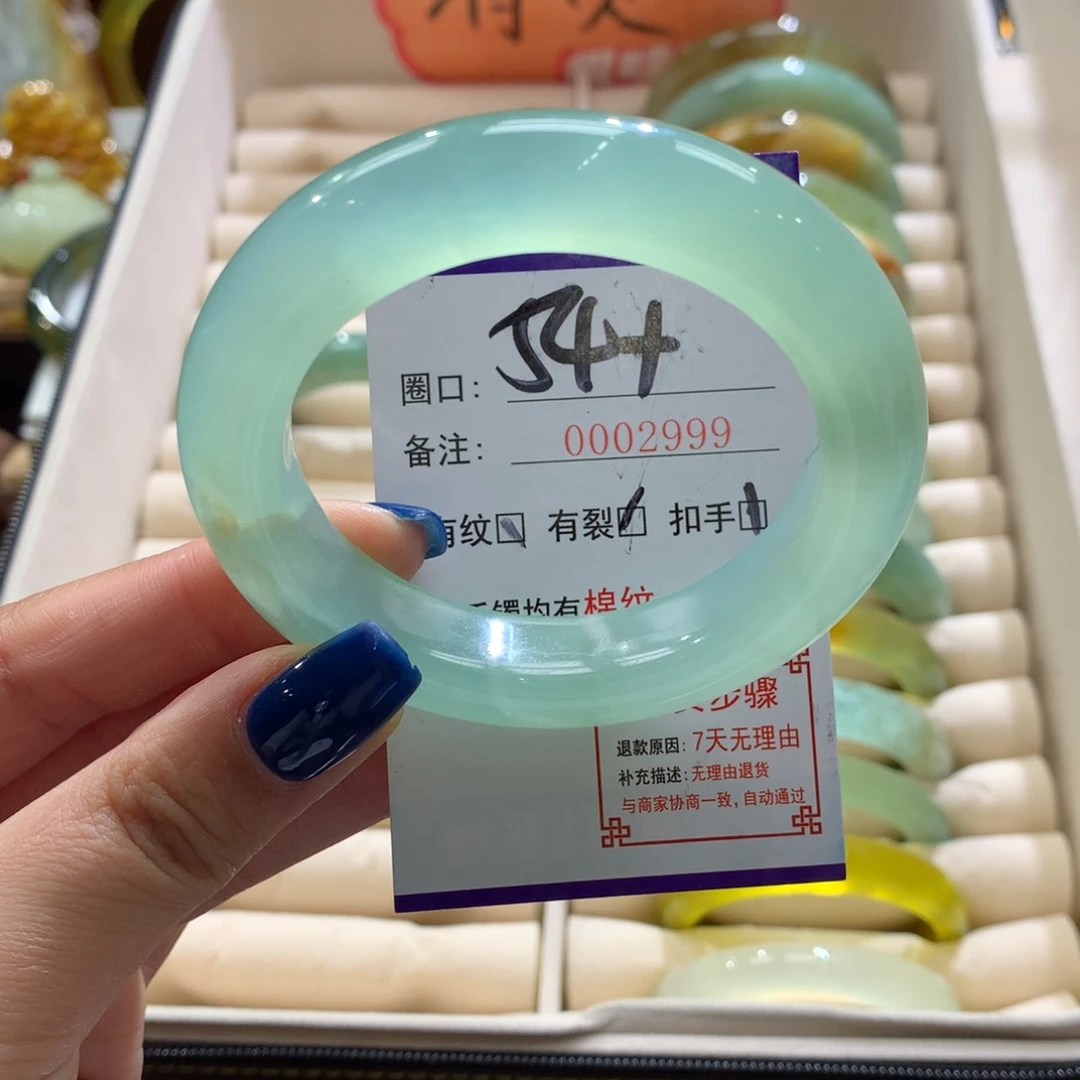 圈口: 54+
备注: 0002999
有纹 有裂 扣手
手镯均有棉纹
步骤
退款原因: 7天无理由
补充描述: 无理由退货
与商家协商一致,自动通过